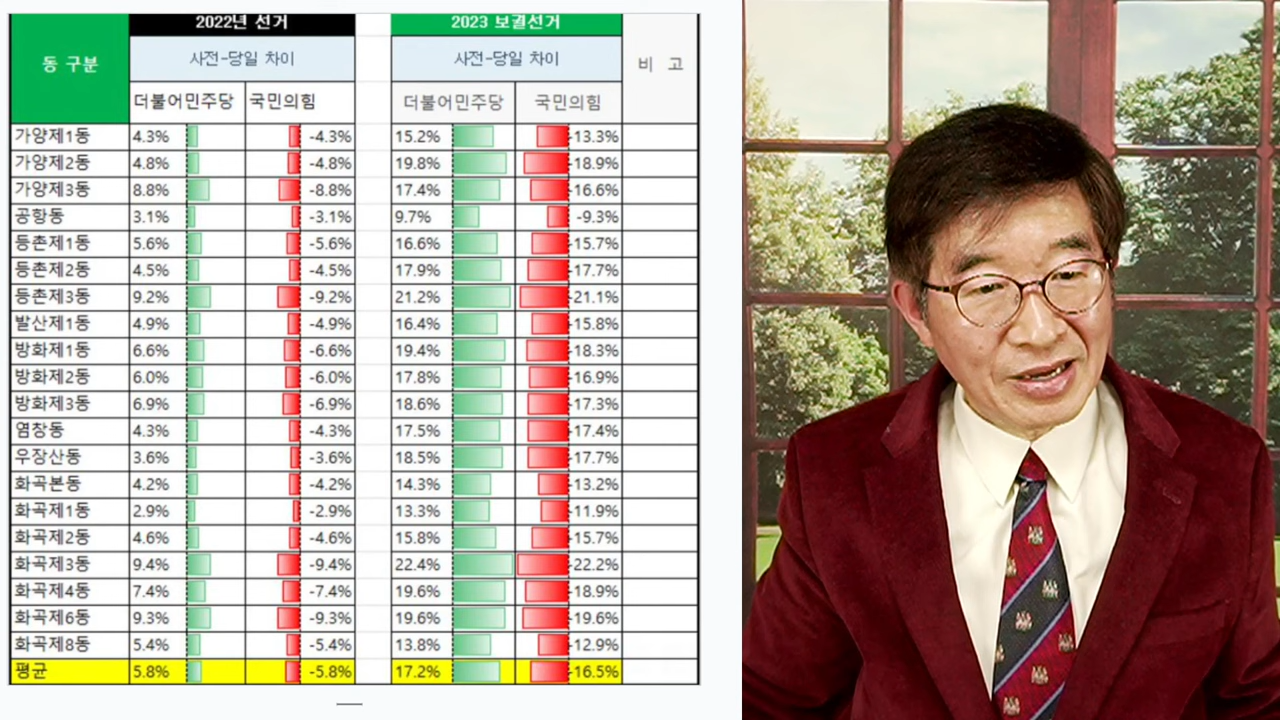 2022년 선거 2023 보궐선거
동 구분 사전-당일 차이 사전-당일 차이 비 고
더불어민주당 국민의힘 더불어민주당 국민의힘
가양제1동 4.3% -4.3% 15.2% -13.3%
가양제2동 4.8% -4.8% 19.8% -18.9%
가양제3동 8.8% -8.8% 17.4% -16.6%
공항동 3.1% -3.1% 9.7% -9.3%
등촌제1동 5.6% -5.6% 16.6% -15.7%
등촌제2동 4.5% -4.5% 17.9% -17.7%
등촌제3동 9.2% -9.2% 21.2% -21.1%
발산제1동 4.9% -4.9% 16.4% -15.8%
방화제1동 6.6% -6.6% 19.4% -18.3%
방화제2동 6.0% -6.0% 17.8% -16.9%
방화제3동 6.9% -6.9% 18.6% -17.3%
염창동 4.3% -4.3% 17.5% -17.4%
우장산동 3.6% -3.6% 18.5% -17.7%
화곡본동 4.2% -4.2% 14.3% -13.2%
화곡제1동 2.9% -2.9% 13.3% -11.9%
화곡제2동 4.6% -4.6% 15.8% -15.7%
화곡제3동 9.4% -9.4% 22.4% -22.2%
화곡제4동 7.4% -7.4% 19.6% -18.9%
화곡제6동 9.3% -9.3% 19.6% -19.6%
화곡제8동 5.4% -5.4% 13.8% -12.9%
평균 5.8% -5.8% 17.2% -16.5%